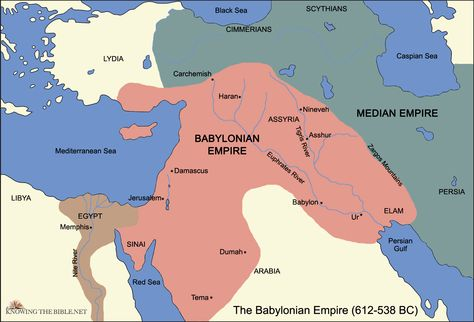 Black Sea
SCYTHIANS
CIMMERIANS
LYDIA
Caspian Sea
Carchemish
Haran
Nineveh
MEDIAN EMPIRE
ASSYRIA
Asshur
Tigris River
BABYLONIAN
EMPIRE
Mediterranean Sea
Zargos Mountains
Euphrates River
Damascus
PERSIA
LIBYA
Jerusalem
Babylon
EGYPT
Ur
ELAM
Memphis
SINAI
Persian
Gulf
Dumah
ARABIA
Nile River
Red Sea
Tema
The Babylonian Empire (612-538 BC)
KNOWING THE BIBLE.NET